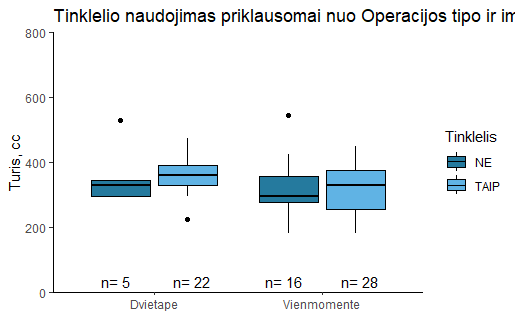 Tinklelio naudojimas priklausomai nuo Operacijos tipo ir im
800
600
400
200
0
Turis, cc
n= 5
n= 22
n= 16
n= 28
Dvietape
Vienmomente
Tinklelis
NE
TAIP